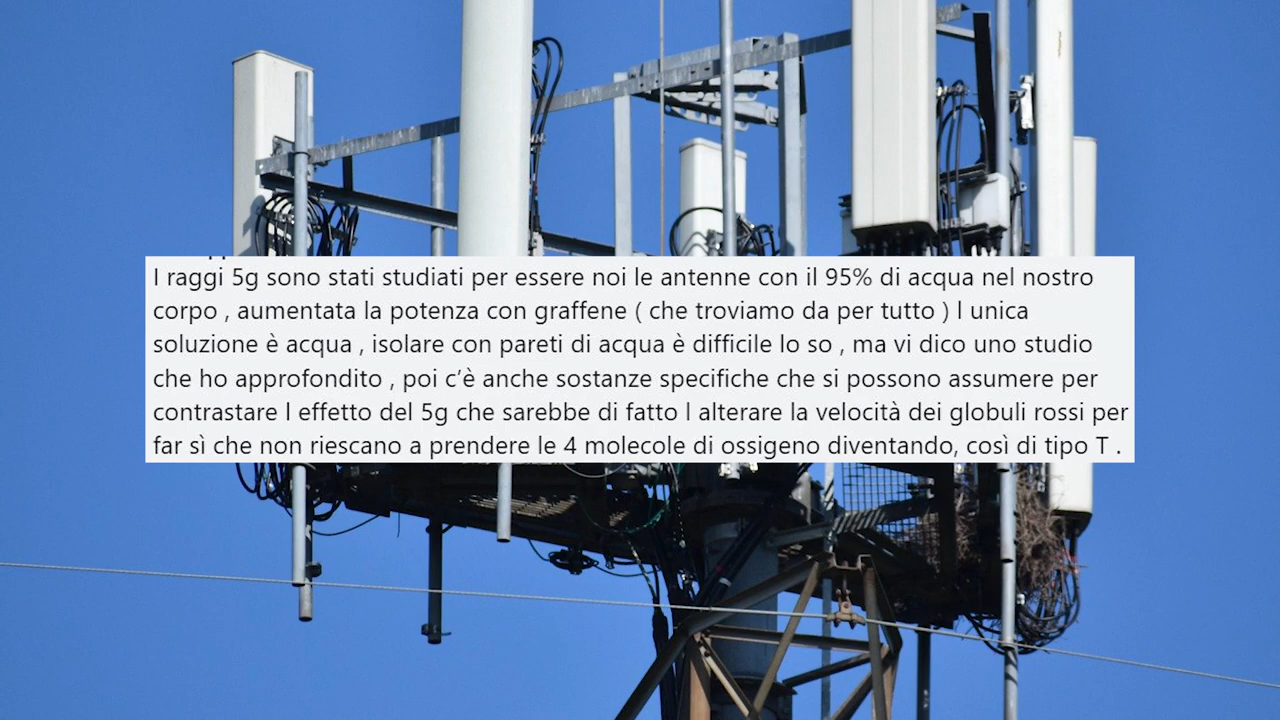 I raggi 5g sono stati studiati per essere noi le antenne con il 95% di acqua nel nostro
corpo , aumentata la potenza con graffene ( che troviamo da per tutto ) l unica
soluzione è acqua , isolare con pareti di acqua è difficile lo so , ma vi dico uno studio
che ho approfondito , poi c’è anche sostanze specifiche che si possono assumere per
contrastare l effetto del 5g che sarebbe di fatto l alterare la velocità dei globuli rossi per
far sì che non riescano a prendere le 4 molecole di ossigeno diventando, così di tipo T .